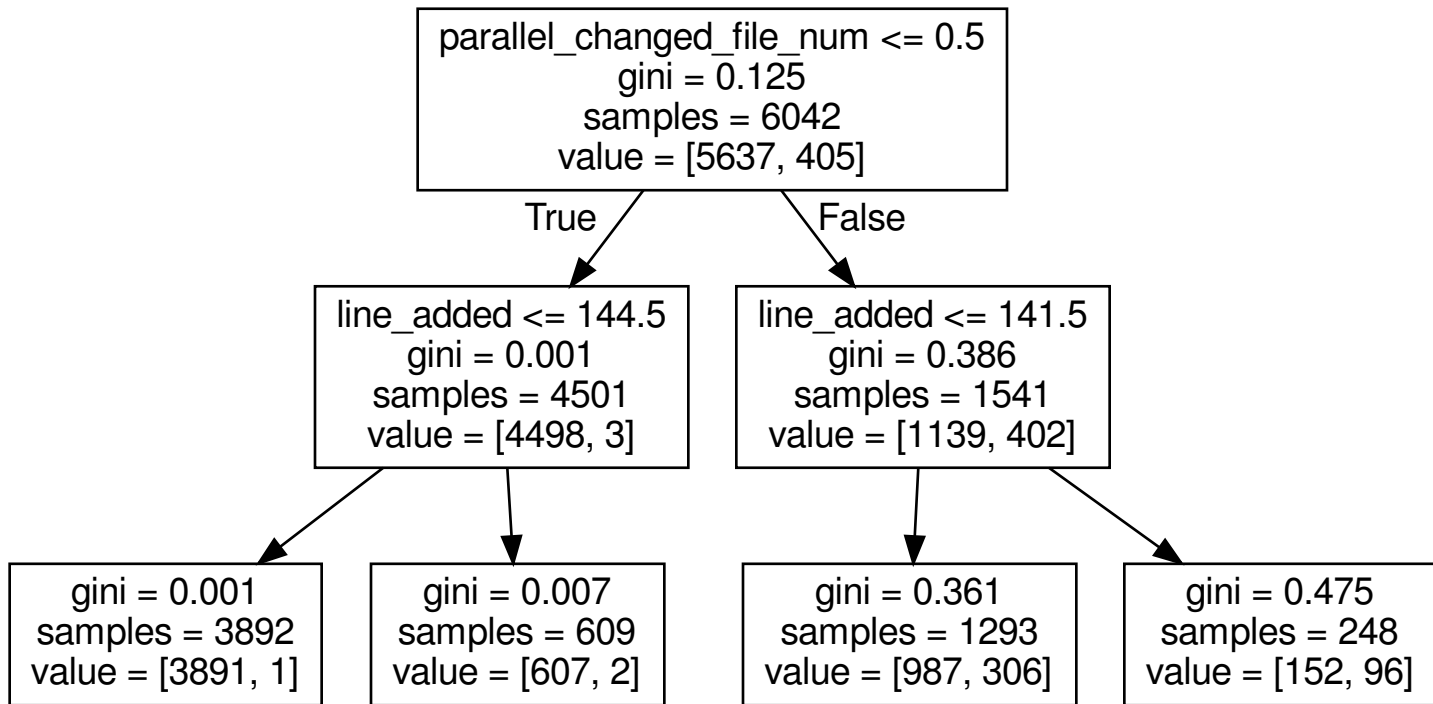 parallel_changed_file_num <= 0.5
gini = 0.125
samples = 6042
value = [5637, 405]
True
False
line_added <= 144.5
gini = 0.001
samples = 4501
value = [4498, 3]
line_added <= 141.5
gini = 0.386
samples = 1541
value = [1139, 402]
gini = 0.001
samples = 3892
value = [3891, 1]
gini = 0.007
samples = 609
value = [607, 2]
gini = 0.361
samples = 1293
value = [987, 306]
gini = 0.475
samples = 248
value = [152, 96]